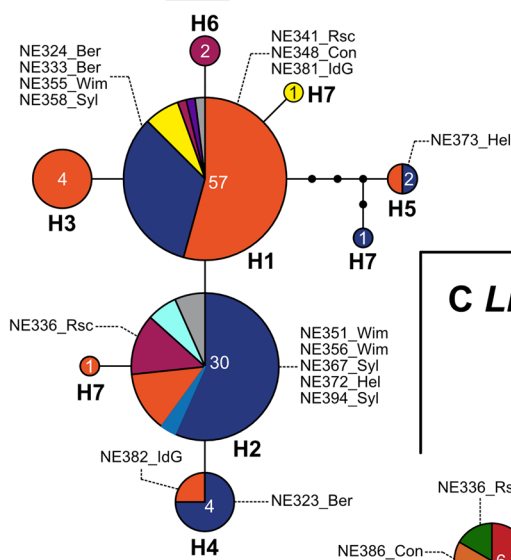 H6
2
NE324_Ber
NE333_Ber
NE355_Wim
NE358_Syl
NE341_Rsc
NE348_Con
NE381_IdG
1 H7
4
H3
57
H1
NE373_Hel
2
H5
1
H7
C
NE336_Rsc
1
H7
30
H2
NE351_Wim
NE356_Wim
NE367_Syl
NE372_Hel
NE394_Syl
NE382_IdG
4
H4
NE323_Ber
NE336_Rs
NE386_Con
6